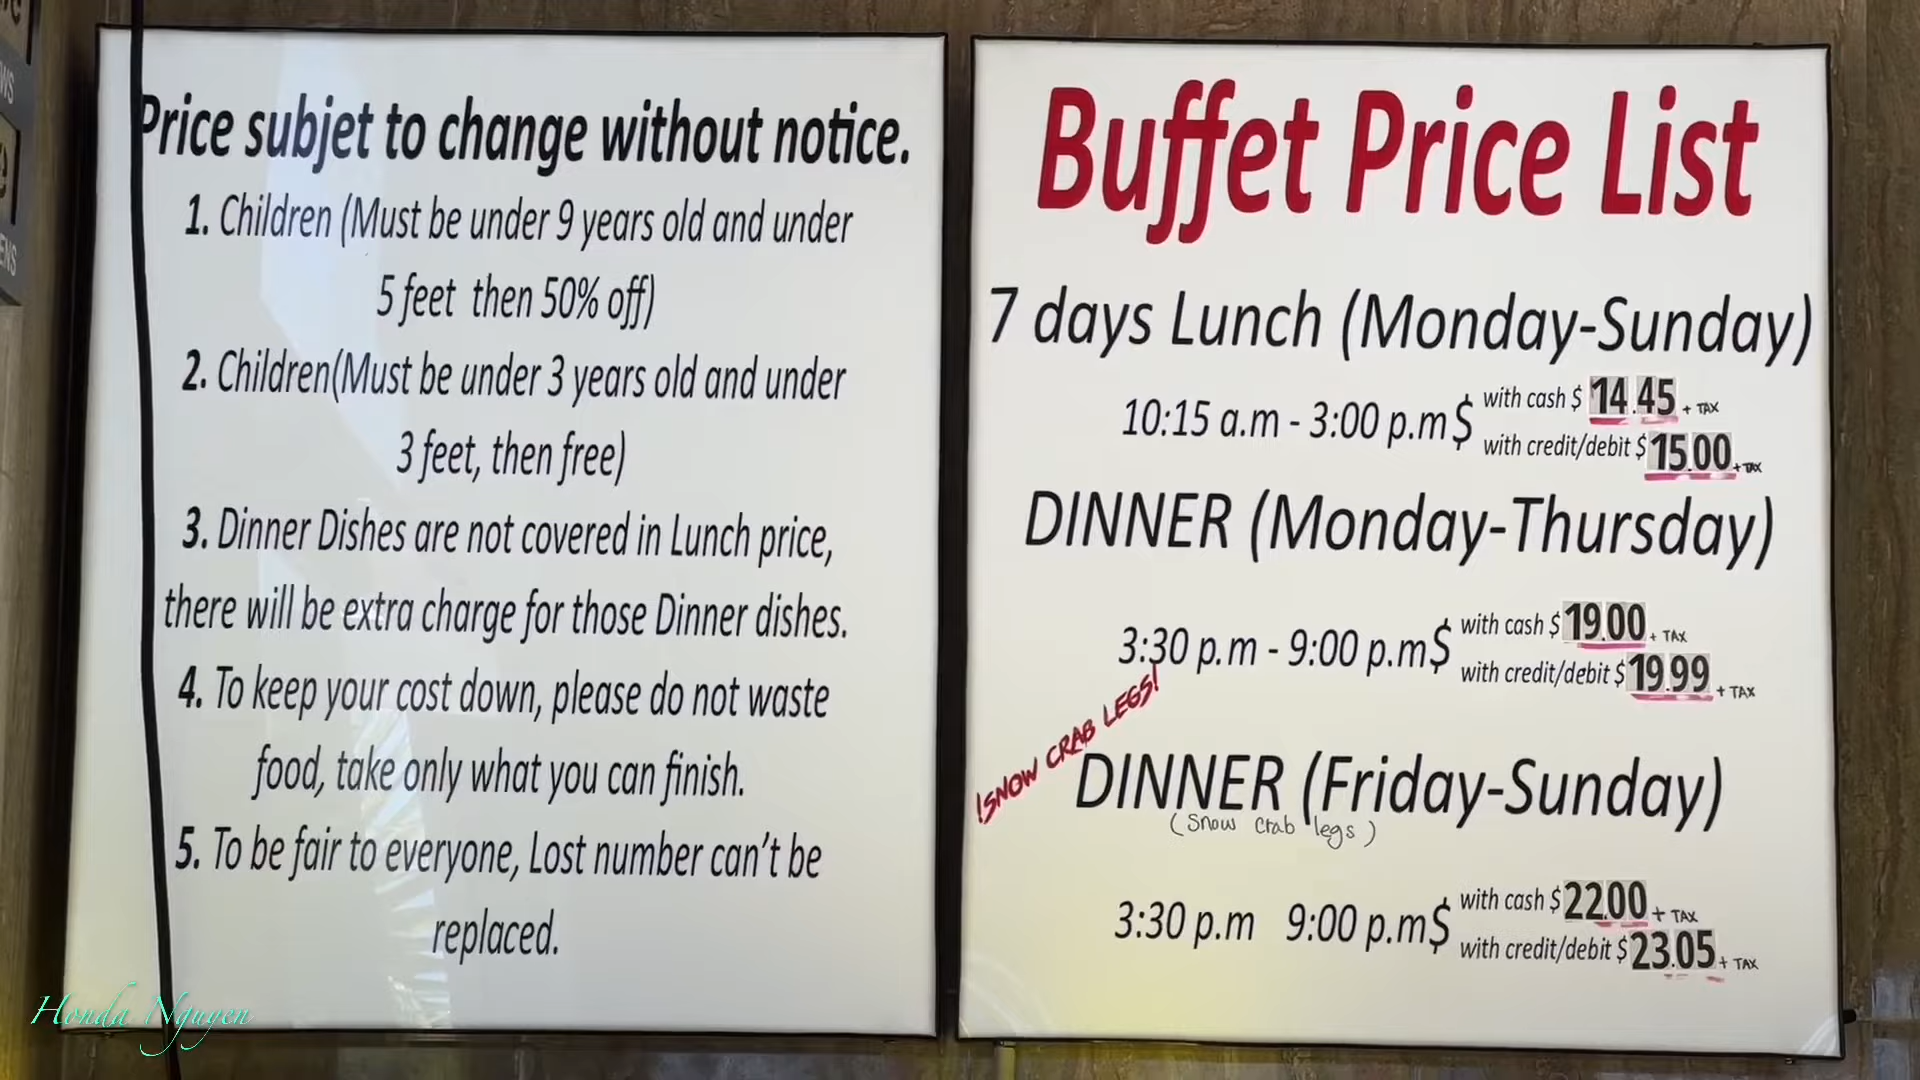 WS
ENS
Price subjet to change without notice.
1. Children (Must be under 9 years old and under
5 feet then 50% off)
2. Children(Must be under 3 years old and under
3 feet, then free)
3. Dinner Dishes are not covered in Lunch price,
there will be extra charge for those Dinner dishes.
4. To keep your cost down, please do not waste
food, take only what you can finish.
5. To be fair to everyone, Lost number can't be
replaced.
Honda Nguyen
Buffet Price List
7 days Lunch (Monday-Sunday)
10:15 a.m - 3:00 p.m $ with cash $ 14.45 + TAX
with credit/debit $ 15.00 + TAX
DINNER (Monday-Thursday)
3:30 p.m - 9:00 p.m $ with cash $ 19.00 + TAX
with credit/debit $ 19.99 + TAX
!SNOW CRAB LEGS!
DINNER (Friday-Sunday)
(Snow crab legs)
3:30 p.m 9:00 p.m $ with cash $ 22.00 + TAX
with credit/debit $ 23.05 + TAX